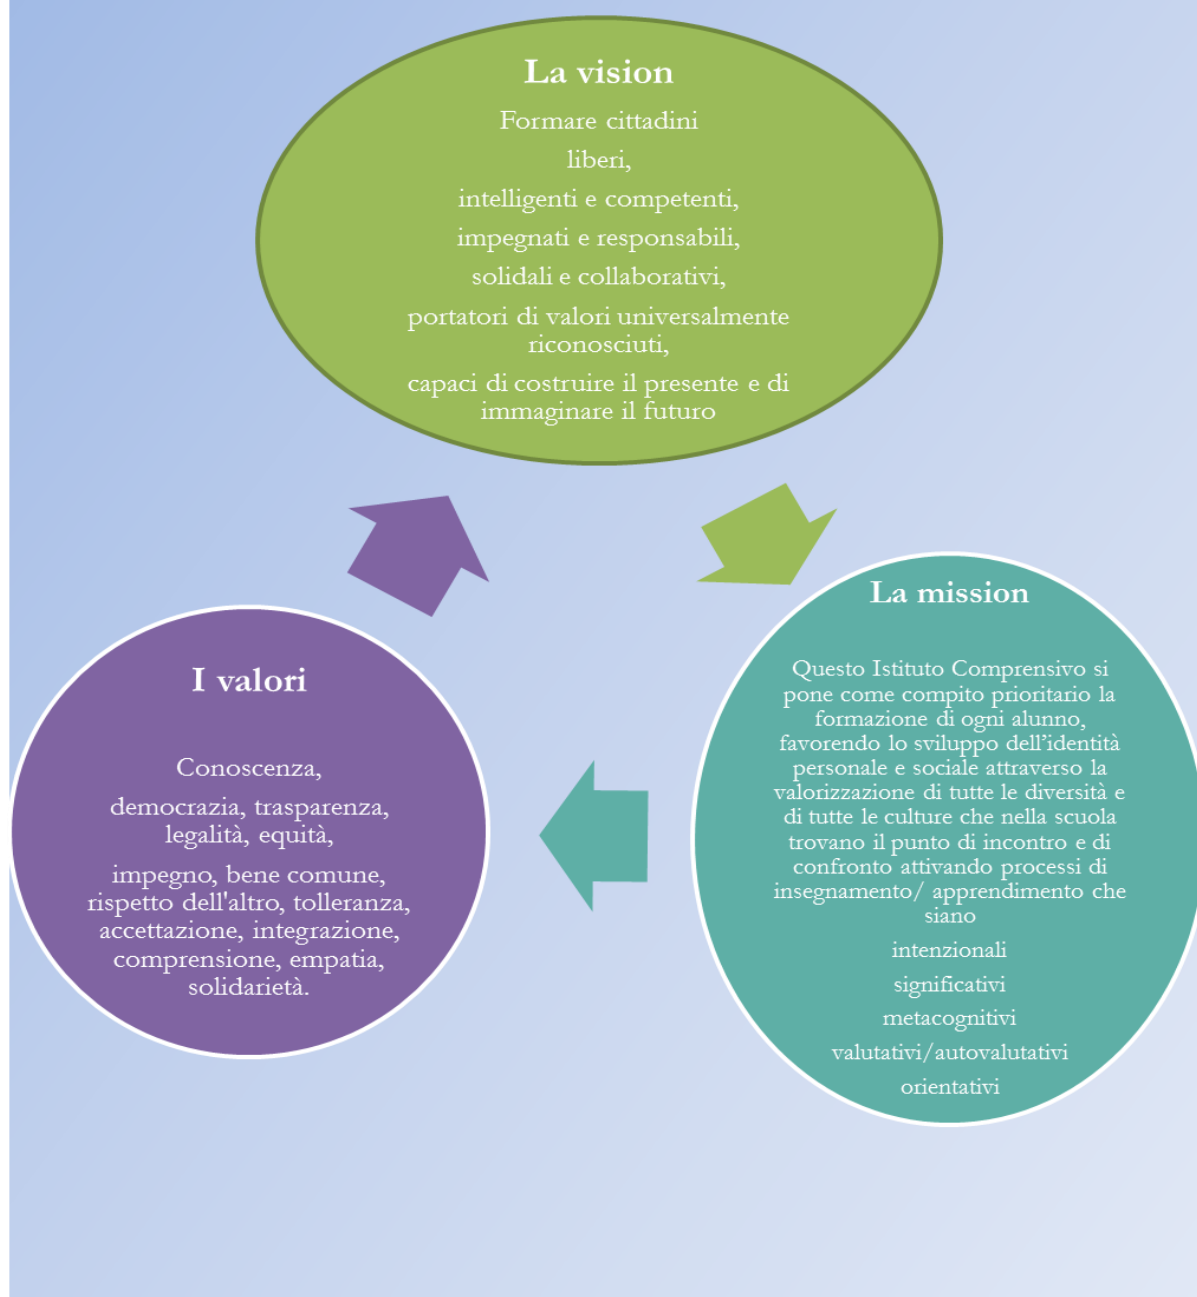 La vision
Formare cittadini
liberi,
intelligenti e competenti,
impegnati e responsabili,
solidali e collaborativi,
portatori di valori universalmente
riconosciuti,
capaci di costruire il presente e di
immaginare il futuro
La mission
Questo Istituto Comprensivo si
pone come compito prioritario la
formazione di ogni alunno,
favorendo lo sviluppo dell’identità
personale e sociale attraverso la
valorizzazione di tutte le diversità e
di tutte le culture che nella scuola
trovano il punto di incontro e di
confronto attivando processi di
insegnamento/ apprendimento che
siano
intenzionali
significativi
metacognitivi
valutativi/autovalutativi
orientativi
I valori
Conoscenza,
democrazia, trasparenza,
legalità, equità,
impegno, bene comune,
rispetto dell'altro, tolleranza,
accettazione, integrazione,
comprensione, empatia,
solidarietà.